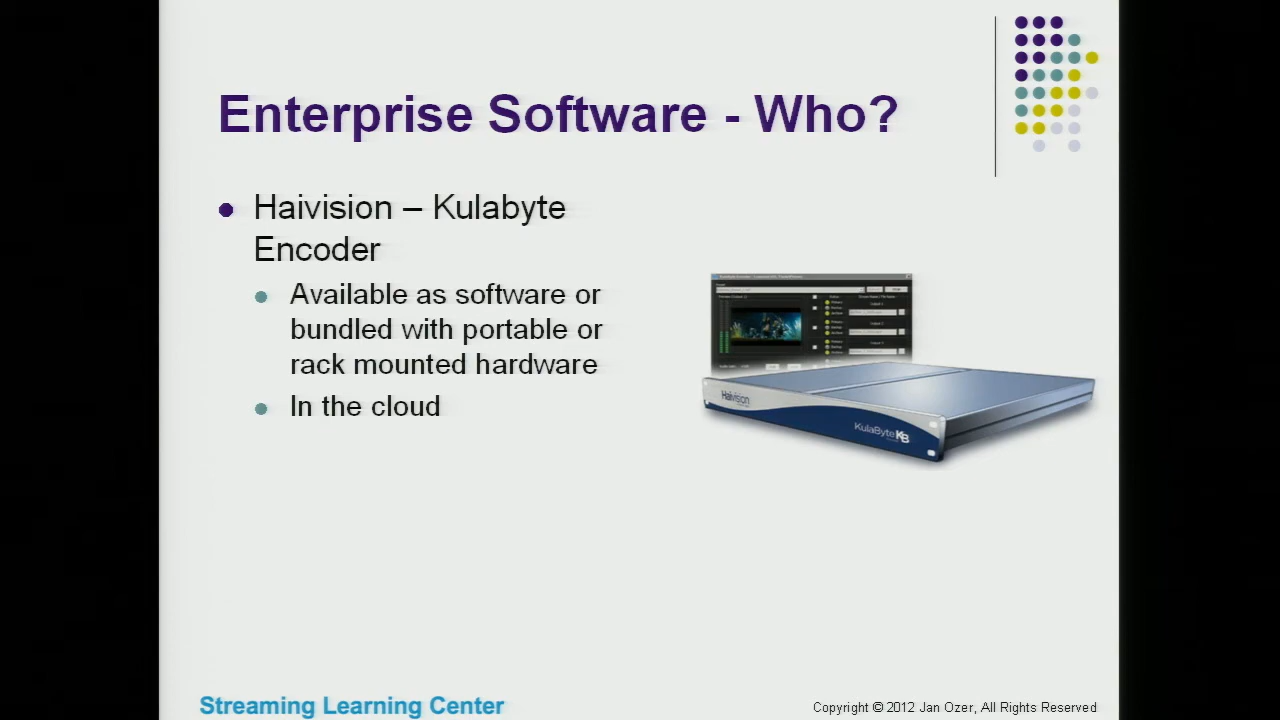 Enterprise Software - Who?
Haivision – Kulabyte
Encoder
Available as software or
bundled with portable or
rack mounted hardware
In the cloud
Haivision
KulaByte KB
Streaming Learning Center
Copyright © 2012 Jan Ozer, All Rights Reserved